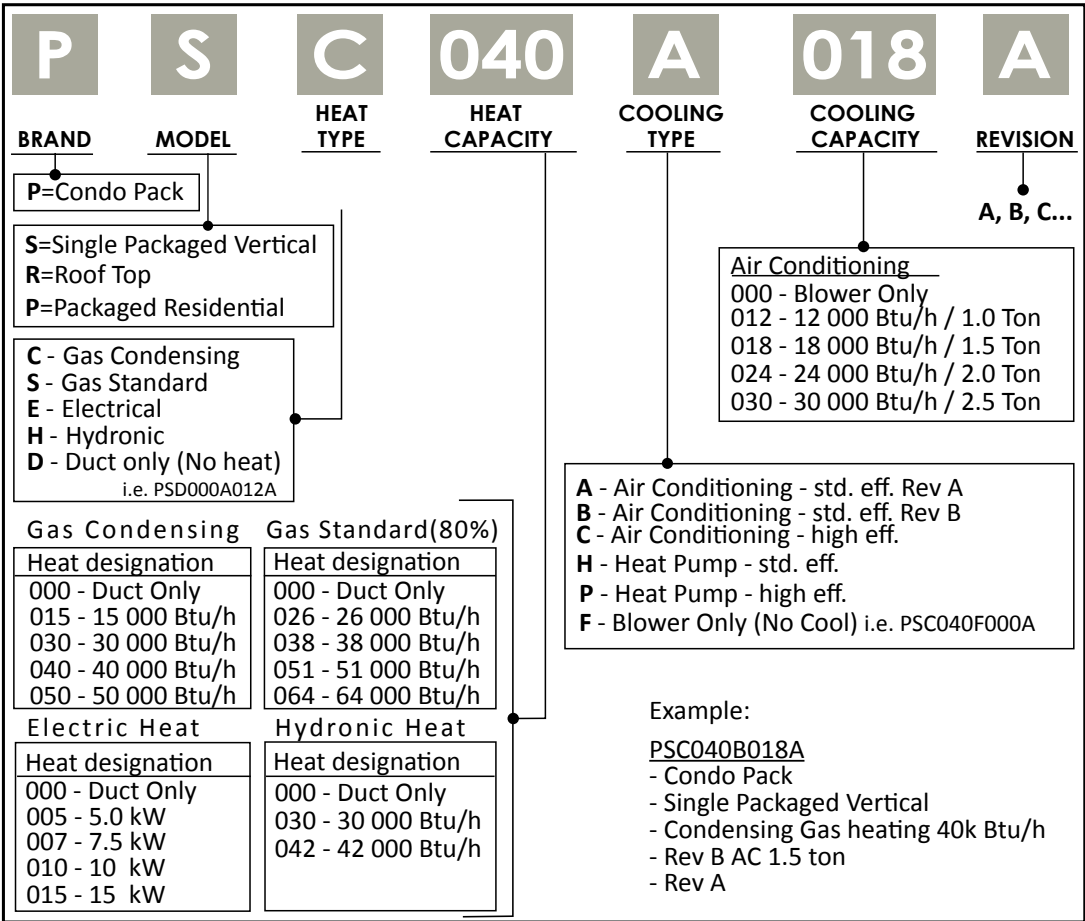 P S C 040 A 018 A
BRAND
MODEL
HEAT
TYPE
HEAT
CAPACITY
COOLING
TYPE
COOLING
CAPACITY
REVISION
P=Condo Pack
A, B, C...
S=Single Packaged Vertical
R=Roof Top
P=Packaged Residential
Air Conditioning
000 - Blower Only
012 - 12 000 Btu/h / 1.0 Ton
018 - 18 000 Btu/h / 1.5 Ton
024 - 24 000 Btu/h / 2.0 Ton
030 - 30 000 Btu/h / 2.5 Ton
C - Gas Condensing
S - Gas Standard
E - Electrical
H - Hydronic
D - Duct only (No heat)
i.e. PSD000A012A
A - Air Conditioning - std. eff. Rev A
B - Air Conditioning - std. eff. Rev B
C - Air Conditioning - high eff.
H - Heat Pump - std. eff.
P - Heat Pump - high eff.
F - Blower Only (No Cool) i.e. PSC040F000A
Gas Condensing
Heat designation
000 - Duct Only
015 - 15 000 Btu/h
030 - 30 000 Btu/h
040 - 40 000 Btu/h
050 - 50 000 Btu/h
Gas Standard(80%)
Heat designation
000 - Duct Only
026 - 26 000 Btu/h
038 - 38 000 Btu/h
051 - 51 000 Btu/h
064 - 64 000 Btu/h
Electric Heat
Heat designation
000 - Duct Only
005 - 5.0 kW
007 - 7.5 kW
010 - 10 kW
015 - 15 kW
Hydronic Heat
Heat designation
000 - Duct Only
030 - 30 000 Btu/h
042 - 42 000 Btu/h
Example:
PSC040B018A
- Condo Pack
- Single Packaged Vertical
- Condensing Gas heating 40k Btu/h
- Rev B AC 1.5 ton
- Rev A